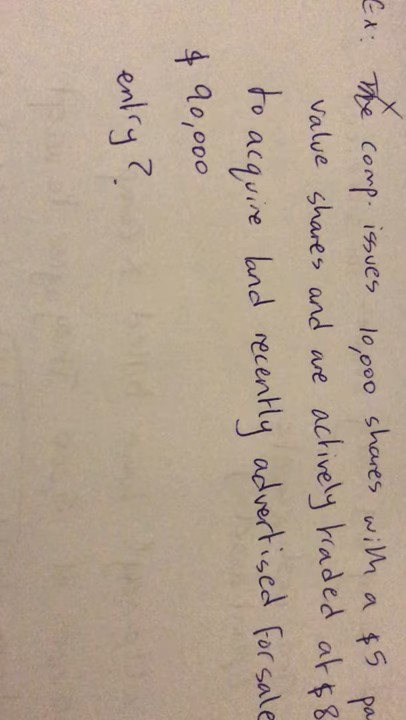 Ex: The X comp. issues 10,000 shares with a $5 pa
value shares and are actively traded at $8
to acquire land recently advertised for sale
$ 90,000
entry?